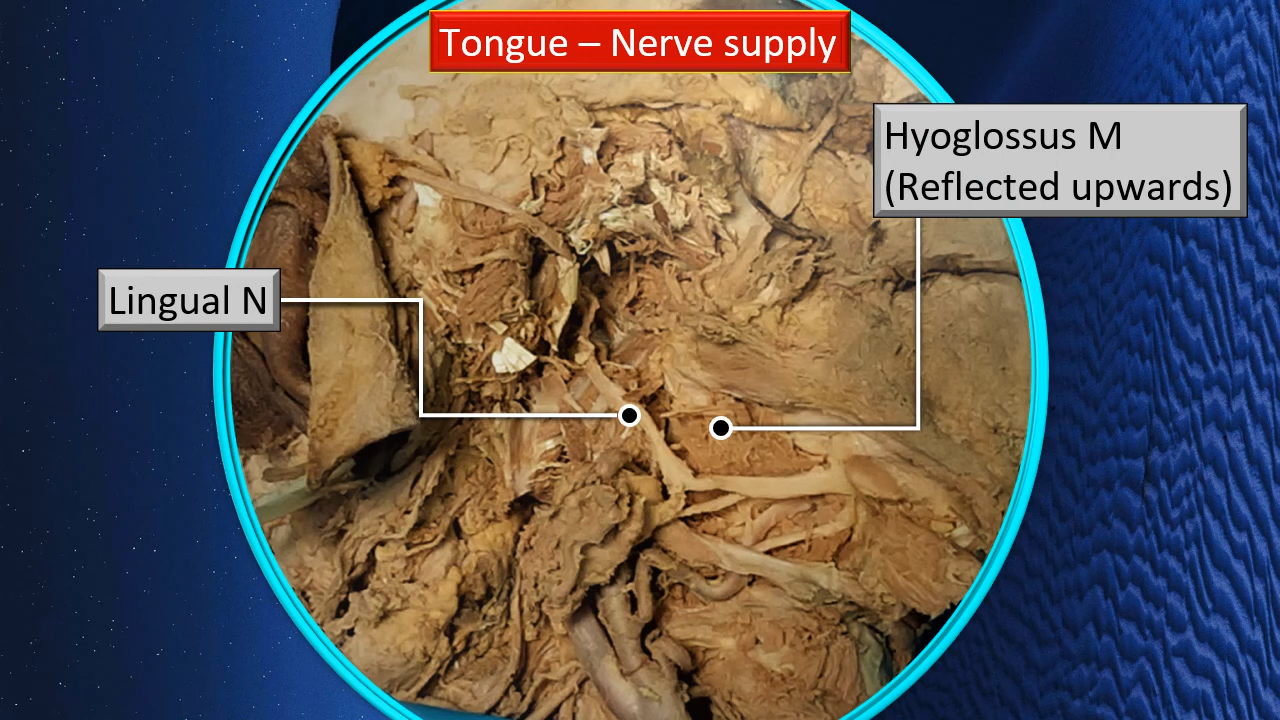 Tongue – Nerve supply
Hyoglossus M
(Reflected upwards)
Lingual N